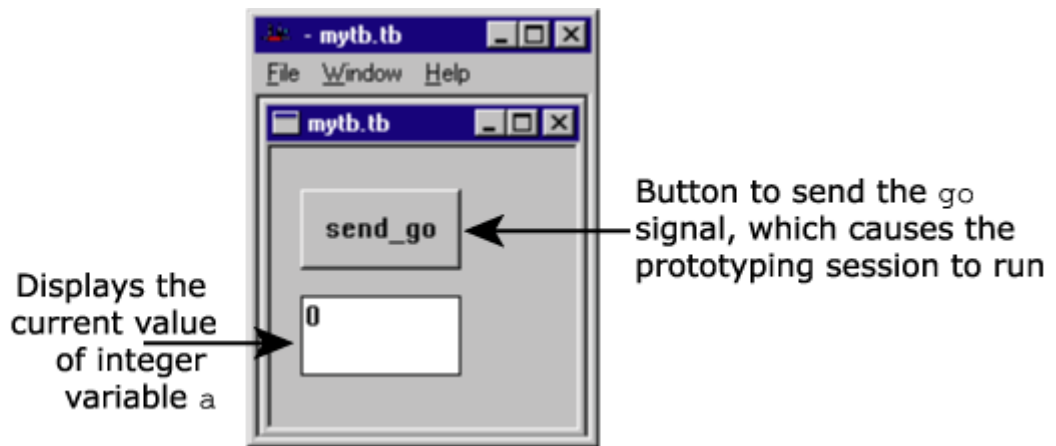 - mytb.tb
File Window Help
mytb.tb
send_go
0
Button to send the go
signal, which causes the
prototyping session to run
Displays the
current value
of integer
variable a